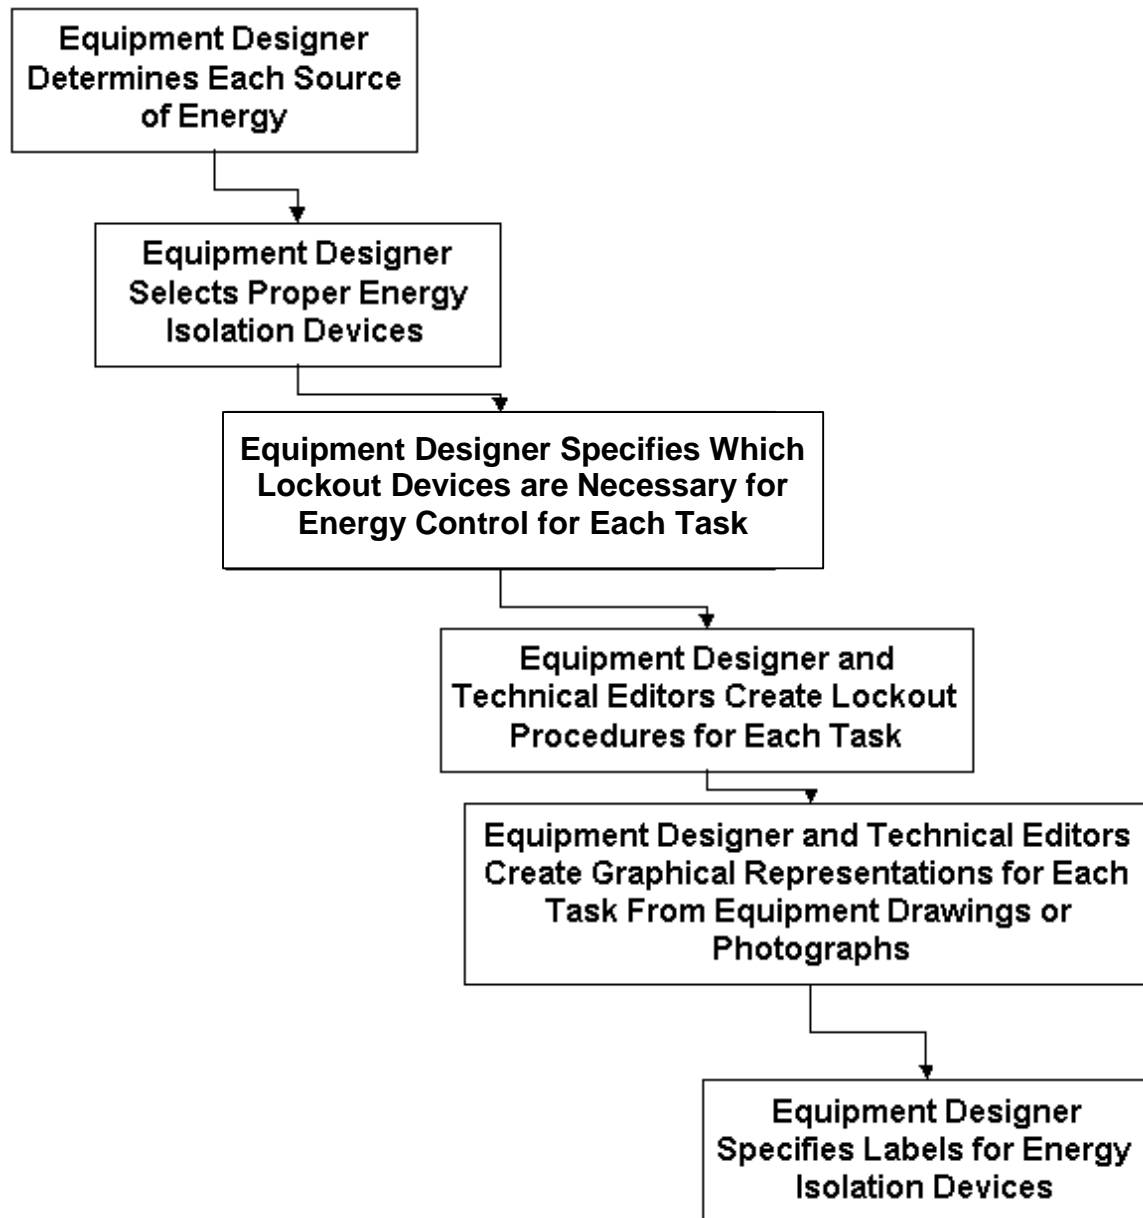 Equipment Designer
Determines Each Source
of Energy
Equipment Designer
Selects Proper Energy
Isolation Devices
Equipment Designer Specifies Which
Lockout Devices are Necessary for
Energy Control for Each Task
Equipment Designer and
Technical Editors Create Lockout
Procedures for Each Task
Equipment Designer and Technical Editors
Create Graphical Representations for Each
Task From Equipment Drawings or
Photographs
Equipment Designer
Specifies Labels for Energy
Isolation Devices